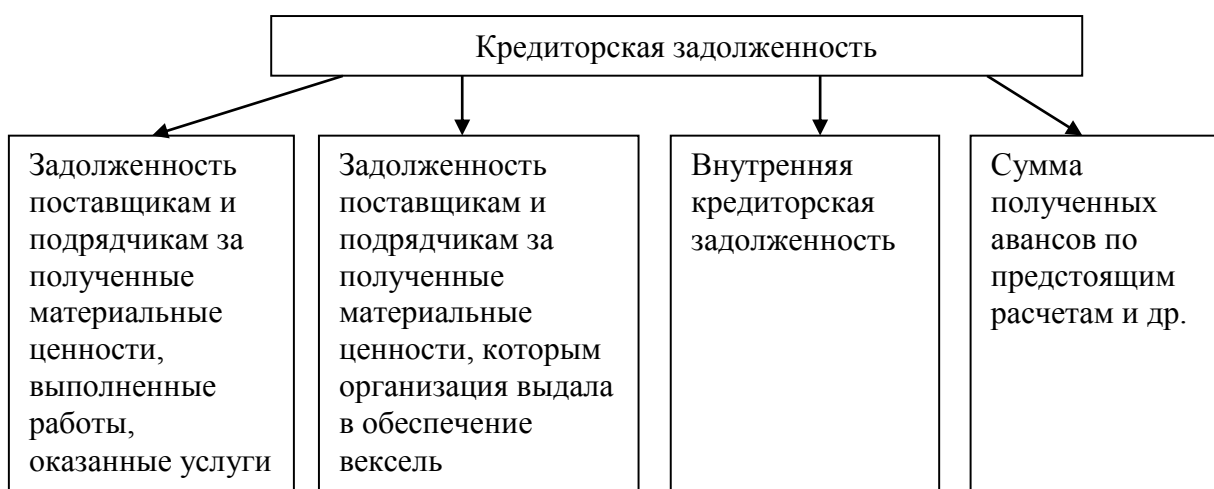 Кредиторская задолженность
Задолженность
поставщикам и
подрядчикам за
полученные
материальные
ценности,
выполненные
работы,
оказанные услуги
Задолженность
поставщикам и
подрядчикам за
полученные
материальные
ценности, которым
организация выдала
в обеспечение
вексель
Внутренняя
кредиторская
задолженность
Сумма
полученных
авансов по
предстоящим
расчетам и др.